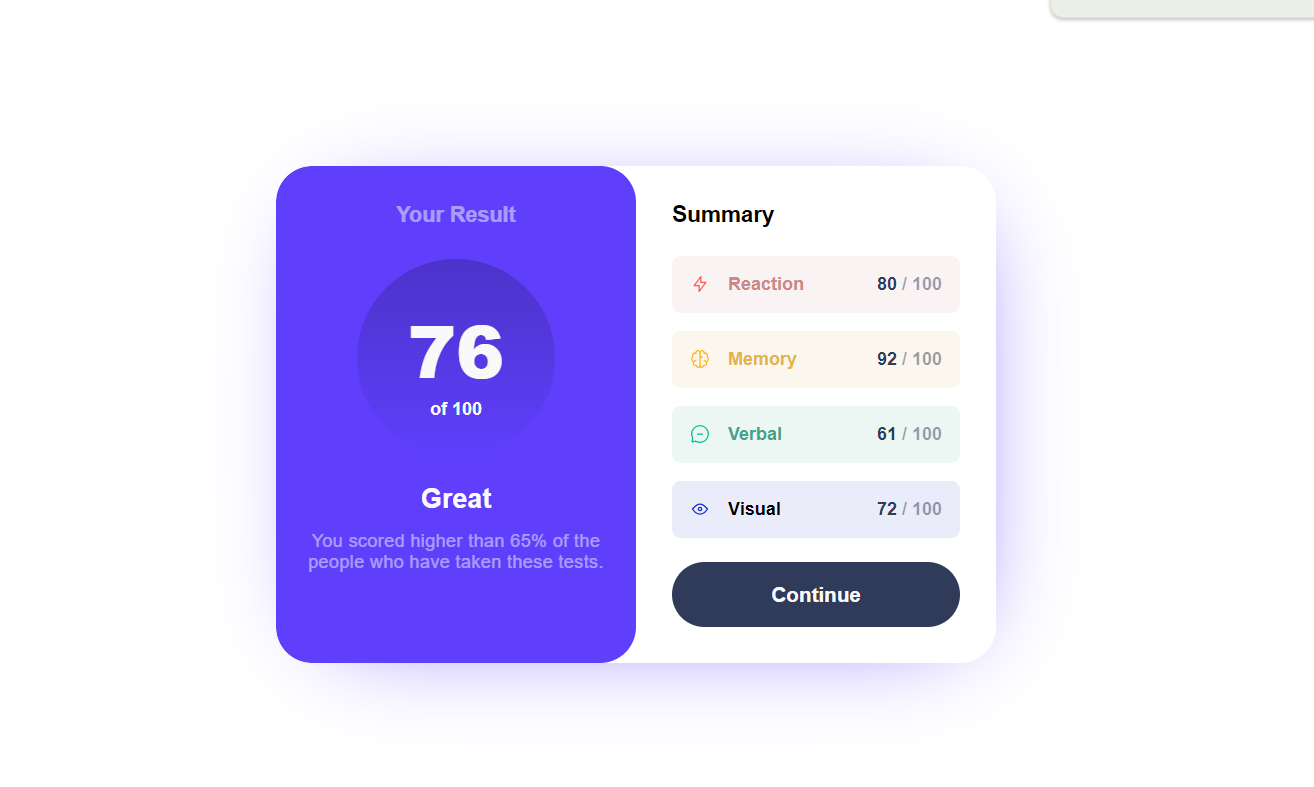 Your Result
76
of 100
Great
You scored higher than 65% of the
people who have taken these tests.
Summary
Reaction 80 / 100
Memory 92 / 100
Verbal 61 / 100
Visual 72 / 100
Continue